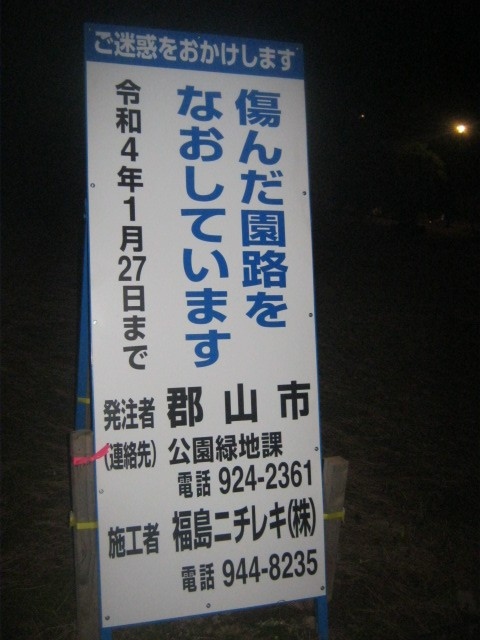 ご迷惑をおかけします
傷んだ園路を
なおしています
令和4年1月27日まで
発注者 郡山市
(連絡先) 公園緑地課
電話 924-2361
施工者 福島ニチレキ(株)
電話 944-8235